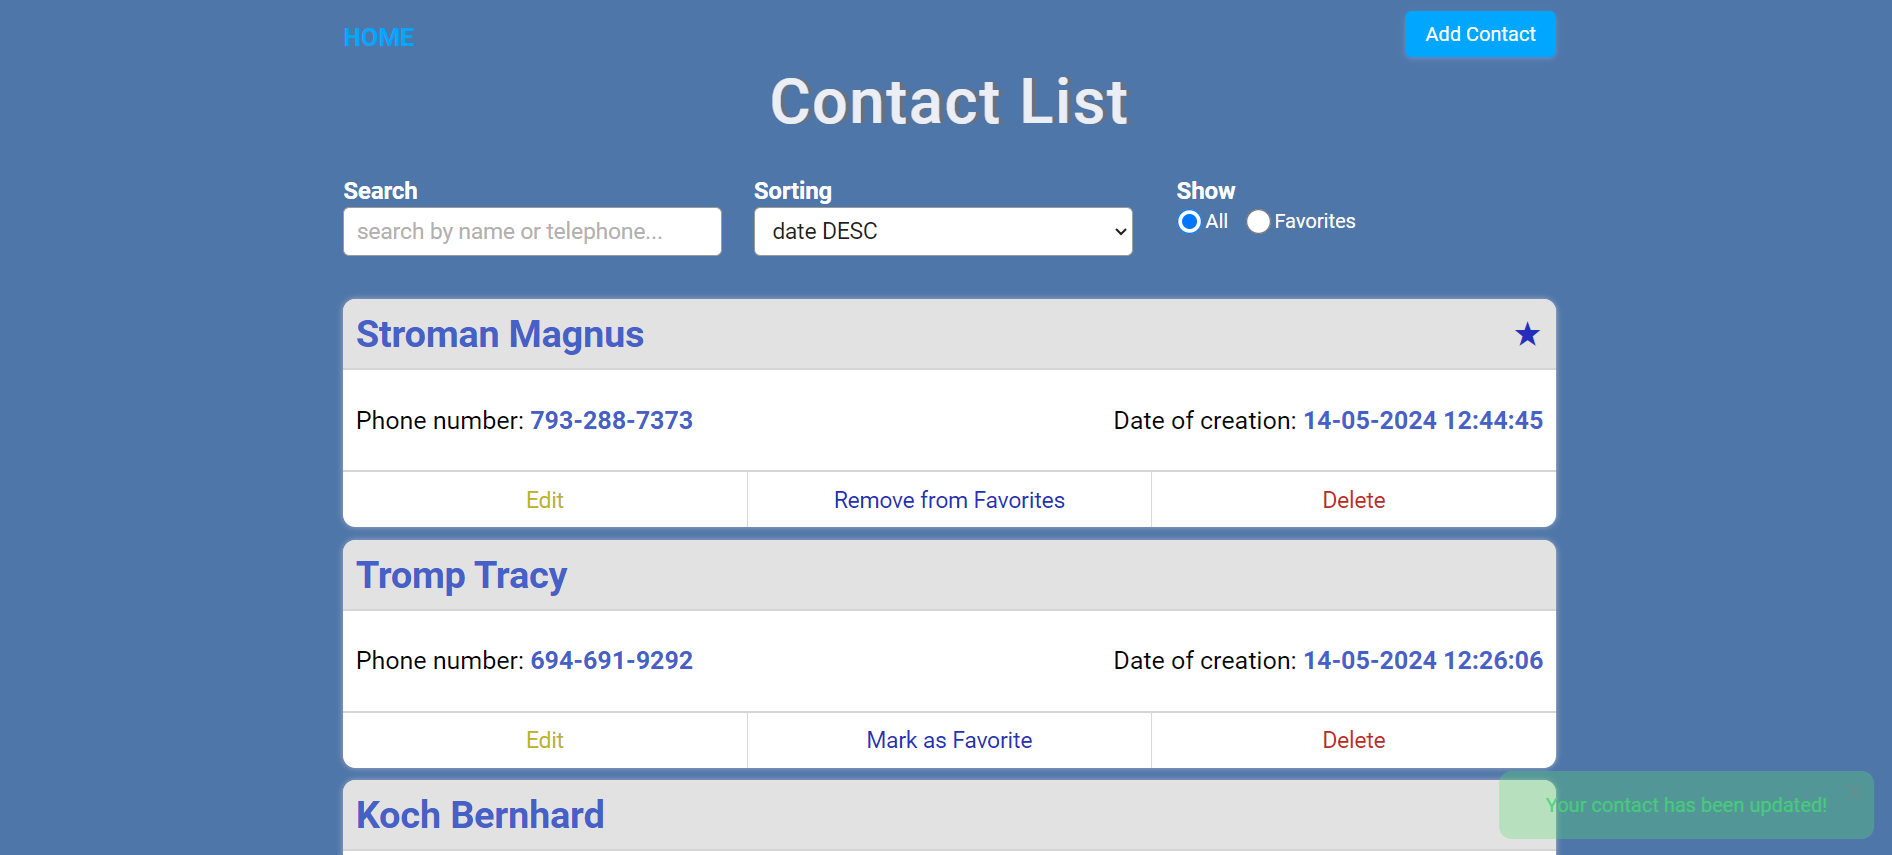 HOME
Add Contact
Contact List
Search
Sorting
Show
search by name or telephone...
date DESC
All
Favorites
Stroman Magnus
★
Phone number: 793-288-7373
Date of creation: 14-05-2024 12:44:45
Edit
Remove from Favorites
Delete
Tromp Tracy
Phone number: 694-691-9292
Date of creation: 14-05-2024 12:26:06
Edit
Mark as Favorite
Delete
Koch Bernhard
Your contact has been updated!